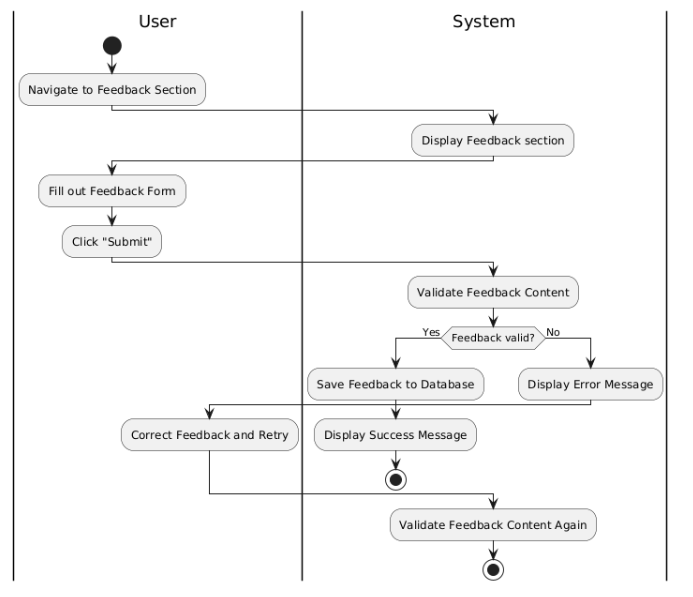 User
System
Navigate to Feedback Section
Display Feedback section
Fill out Feedback Form
Click "Submit"
Validate Feedback Content
Yes
Feedback valid?
No
Save Feedback to Database
Display Error Message
Correct Feedback and Retry
Display Success Message
Validate Feedback Content Again